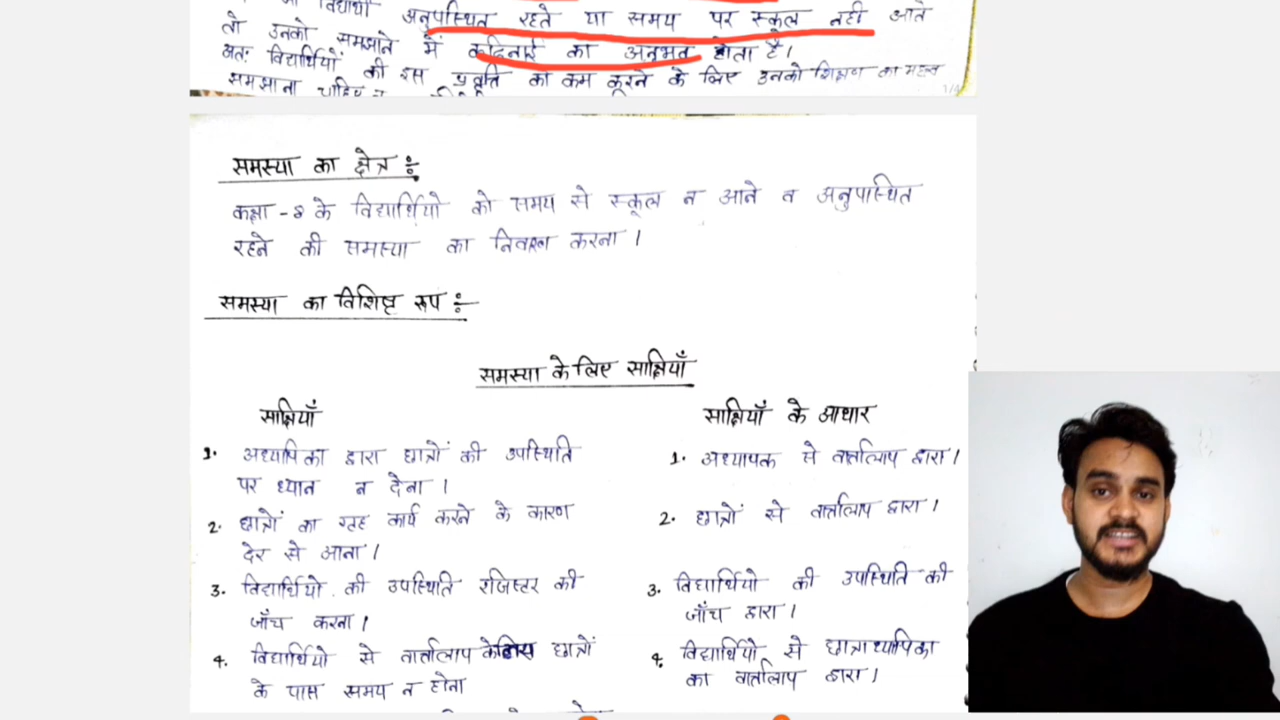 विद्यार्थी
अनुपस्थित रहते या समय पर स्कूल नही आते
तो उनको समझाने में कठिनाई का अनुभव होता है।
अतः विद्यार्थियों की इस प्रवृत्ति को कम करने के लिए उनको शिक्षण का महत्व
समझाना चाहिए
समस्या का क्षेत्र ÷
कक्षा -8 के विद्यार्थियो को समय से स्कूल न आने व अनुपास्थित
रहने की समस्या का निवारण करना।
समस्या का विशिष्ट रूप ÷
समस्या के लिए साक्षियाँ
साक्षियाँ
साक्षियाँ के आधार
1. अध्यापिका द्वारा छात्रों की उपस्थिति
पर ध्यान न देना।
1. अध्यापक से वार्त्तालाप द्वारा।
2. छात्रों का गृह कार्य करने के कारण
देर से आना।
2. छात्रों से वार्त्तालाप द्वारा।
3. विद्यार्थियो की उपस्थिति रजिस्टर की
जाँच करना।
3. विद्यार्थियो की उपस्थिति की
जाँच द्वारा।
4. विद्यार्थियो से वार्तालाप के लिए छात्रों
के पास समय न होना
4. विद्यार्थियो से छात्राध्यापिका
का वार्त्तालाप द्वारा।